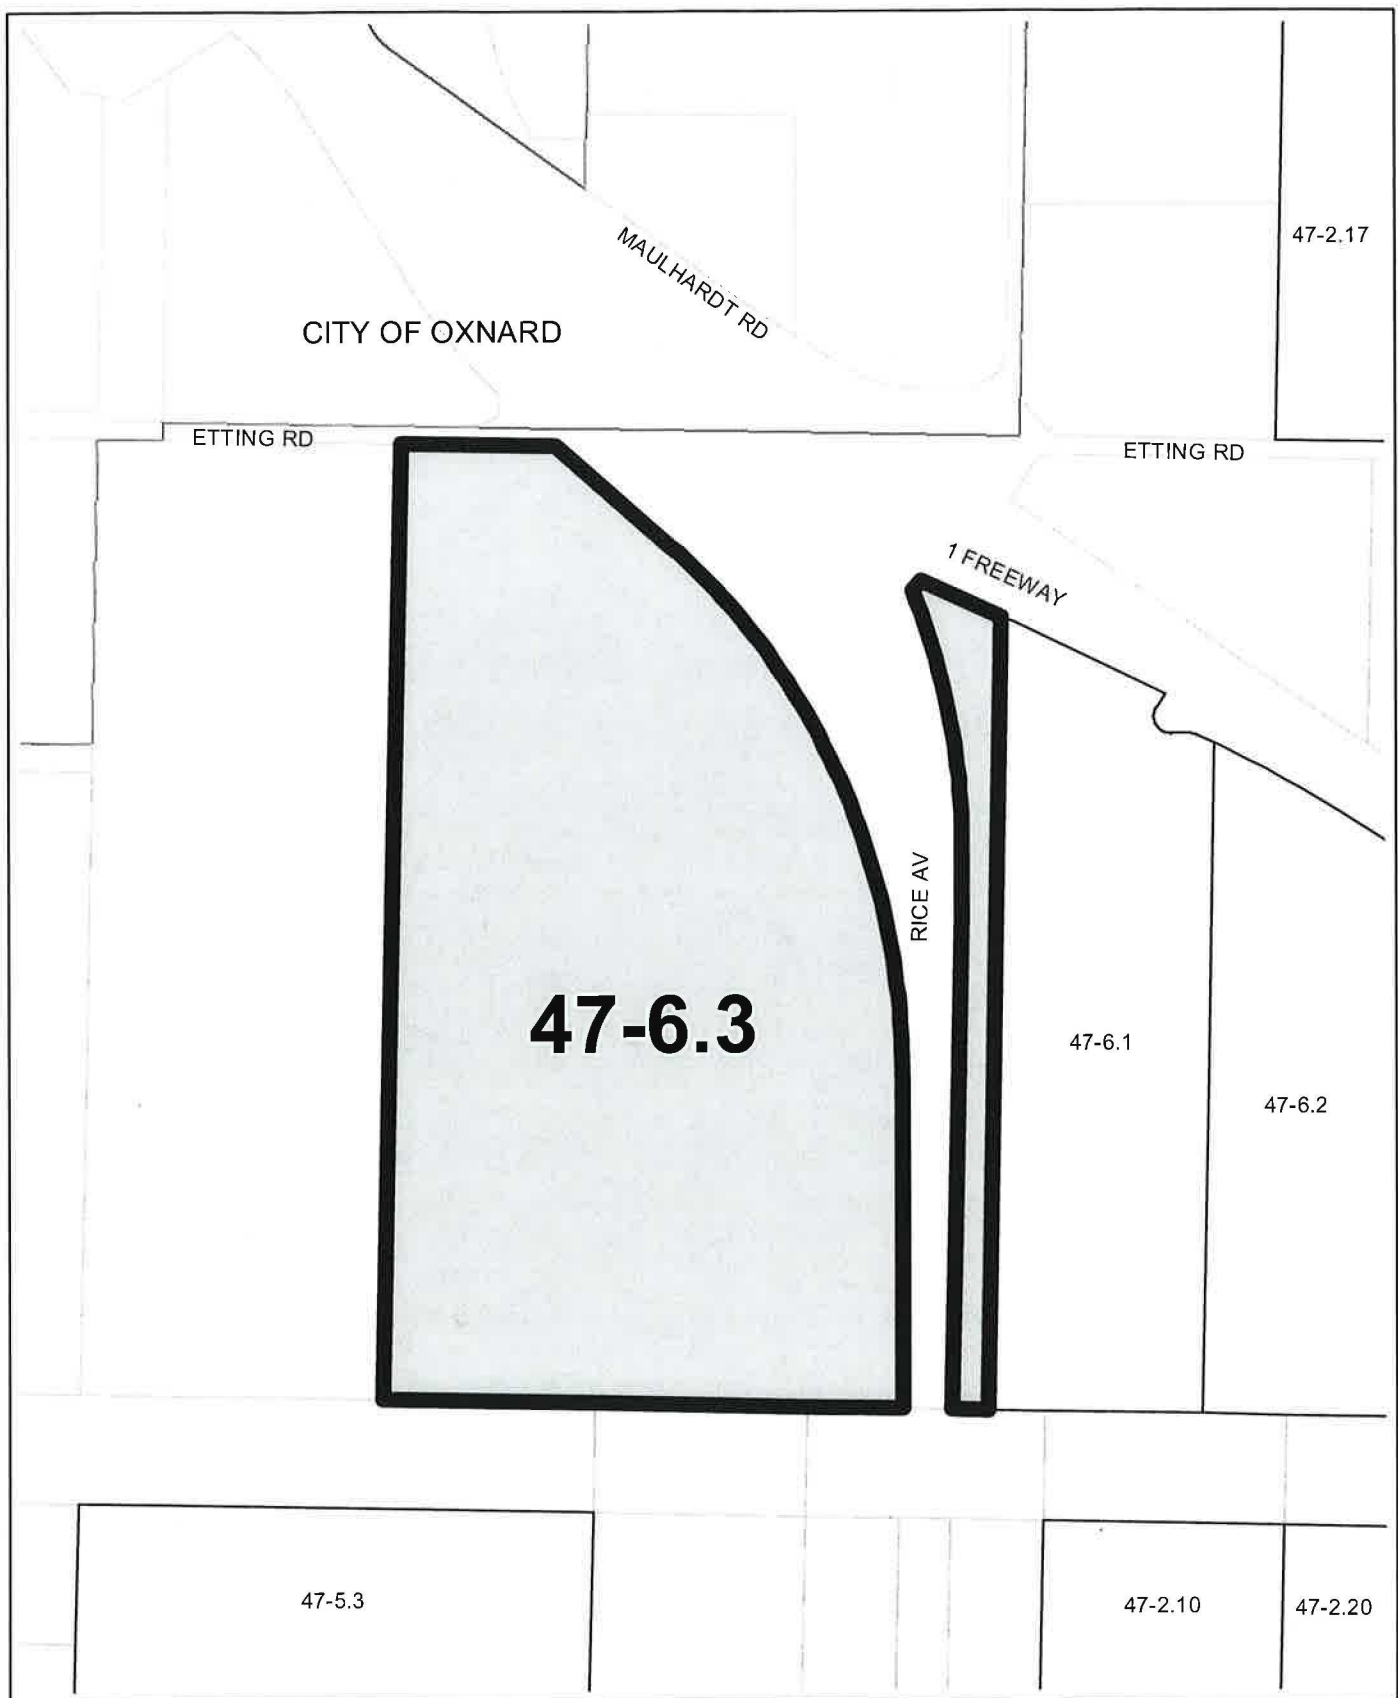 47-2.17
MAULHARDT RD
CITY OF OXNARD
ETTING RD
ETTING RD
1 FREEWAY
RICE AV
47-6.3
47-6.1
47-6.2
47-5.3
47-2.10
47-2.20